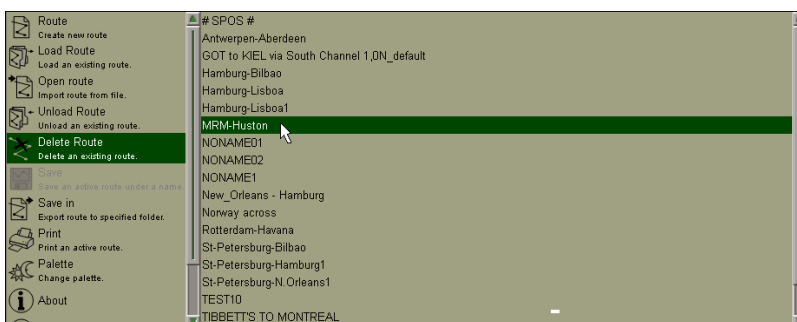 Route
Create new route
Load Route
Load an existing route.
Open route
Import route from file.
Unload Route
Unload an existing route.
Delete Route
Delete an existing route.
Save
Save an active route under a name.
Save in
Export route to specified folder.
Print
Print an active route.
Palette
Change palette.
About
# SPOS #
Antwerpen-Aberdeen
GOT to KIEL via South Channel 1,0N_default
Hamburg-Bilbao
Hamburg-Lisboa
Hamburg-Lisboa1
MRM-Huston
NONAME01
NONAME02
NONAME1
New_Orleans - Hamburg
Norway across
Rotterdam-Havana
St-Petersburg-Bilbao
St-Petersburg-Hamburg1
St-Petersburg-N.Orleans1
TEST10
TIBBETT'S TO MONTREAL